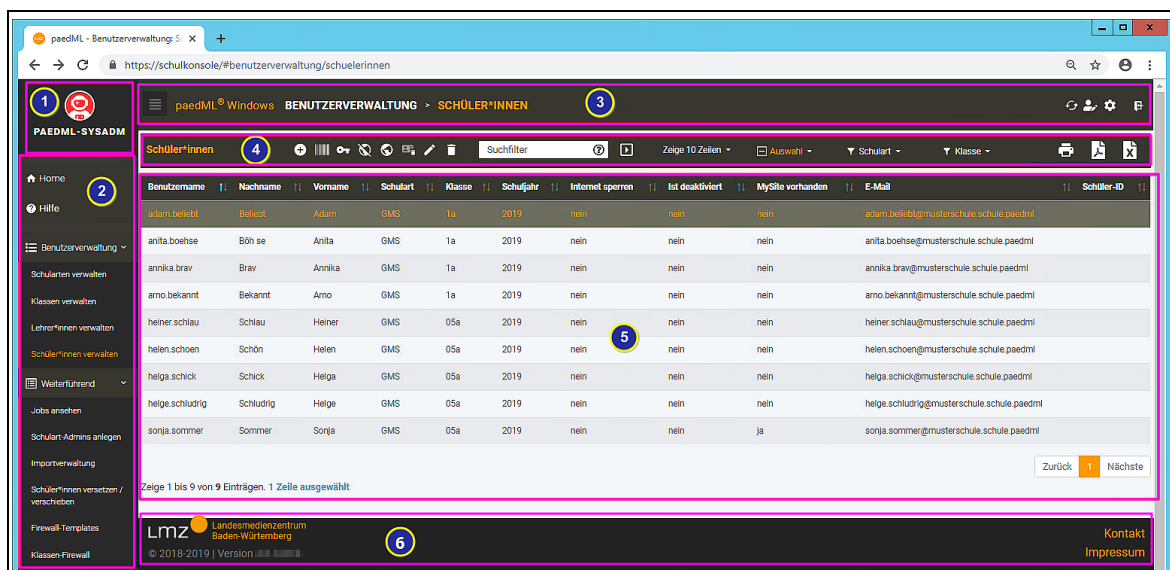 paedML - Benutzerverwaltung: S
https://schulkonsole/#benutzerverwaltung/schuelerinnen
1
PAEDML-SYSADM
paedML® Windows BENUTZERVERWALTUNG > SCHÜLER*INNEN 3
Schüler*innen 4 Suchfilter Zeige 10 Zeilen Auswahl Schulart Klasse
2
Home
Hilfe
Benutzerverwaltung
Schularten verwalten
Klassen verwalten
Lehrer*innen verwalten
Schüler*innen verwalten
Weiterführend
Jobs ansehen
Schulart-Admins anlegen
Importverwaltung
Schüler*innen versetzen /
verschieben
Firewall-Templates
Klassen-Firewall
Benutzername Nachname Vorname Schulart Klasse Schuljahr Internet sperren Ist deaktiviert MySite vorhanden E-Mail Schüler-ID
adam.beliebt Beliebt Adam GMS 1a 2019 nein nein nein adam.beliebt@musterschule.schule.paedml
anita.boehse Böh se Anita GMS 1a 2019 nein nein nein anita.boehse@musterschule.schule.paedml
annika.brav Brav Annika GMS 1a 2019 nein nein nein annika.brav@musterschule.schule.paedml
arno.bekannt Bekannt Arno GMS 1a 2019 nein nein nein arno.bekannt@musterschule.schule.paedml
heiner.schlau Schlau Heiner GMS 05a 2019 nein nein nein heiner.schlau@musterschule.schule.paedml
5
helen.schoen Schön Helen GMS 05a 2019 nein nein nein helen.schoen@musterschule.schule.paedml
helga.schick Schick Helga GMS 05a 2019 nein nein nein helga.schick@musterschule.schule.paedml
helge.schludrig Schludrig Helge GMS 05a 2019 nein nein nein helge.schludrig@musterschule.schule.paedml
sonja.sommer Sommer Sonja GMS 05a 2019 nein nein ja sonja.sommer@musterschule.schule.paedml
Zurück 1 Nächste
Zeige 1 bis 9 von 9 Einträgen. 1 Zeile ausgewählt
LMZ Landesmedienzentrum
Baden-Würtemberg
6
© 2018-2019 | Version
Kontakt
Impressum